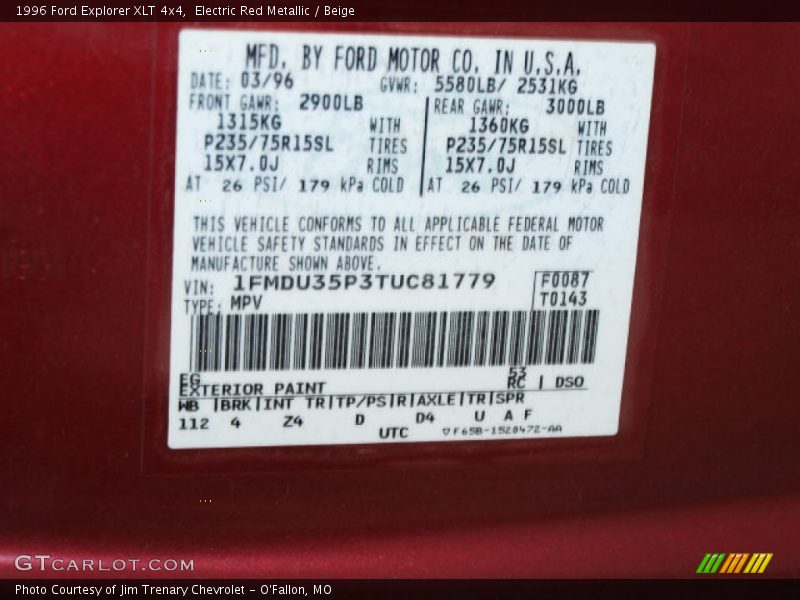 1996 Ford Explorer XLT 4x4,  Electric Red Metallic / Beige
MFD. BY FORD MOTOR CO. IN U.S.A.
DATE: 03/96 GVWR: 5580LB/ 2531KG
FRONT GAWR: 2900LB REAR GAWR: 3000LB
1315KG WITH 1360KG WITH
P235/75R15SL TIRES P235/75R15SL TIRES
15X7.0J RIMS 15X7.0J RIMS
AT 26 PSI/ 179 kPa COLD AT 26 PSI/ 179 kPa COLD
THIS VEHICLE CONFORMS TO ALL APPLICABLE FEDERAL MOTOR
VEHICLE SAFETY STANDARDS IN EFFECT ON THE DATE OF
MANUFACTURE SHOWN ABOVE.
VIN: 1FMDU35P3TUC81779 F0087
TYPE: MPV T0143
EG 53
EXTERIOR PAINT RC | DSO
WB |BRK|INT TR|TP/PS|R|AXLE|TR|SPR
112 4 Z4 D D4 U A F
UTC ▽F65B-1520472-AA
GTCARLOT.COM
Photo Courtesy of Jim Trenary Chevrolet - O'Fallon, MO